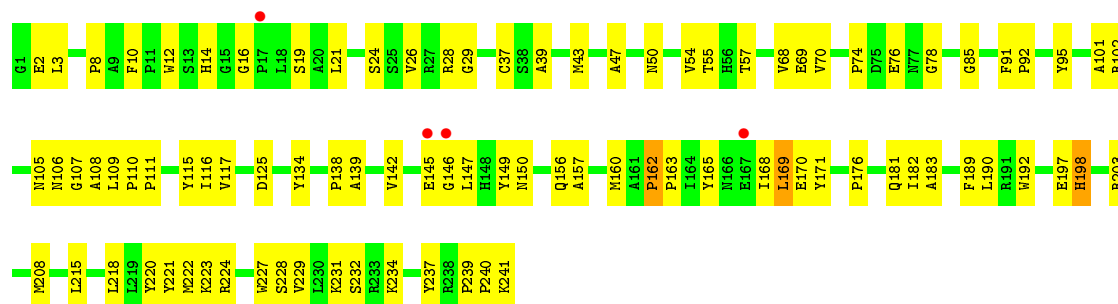 G1 E2 L3 P8 A9 F10 P11 W12 S13 H14 G15 G16 P17 L18 S19 A20 L21 S24 S25 V26 R27 R28 G29 C37 S38 A39 M43 A47 N50 V54 T55 H56 T57 V68 E69 V70 P74 D75 E76 N77 G78 G85 F91 P92 Y95 A101
N105 N106 G107 A108 L109 P110 P111 Y115 I116 V117 D125 Y134 P138 A139 V142 E145 G146 L147 H148 Y149 N150 Q156 A157 M160 A161 P162 P163 I164 Y165 N166 E167 I168 L169 E170 Y171 P176 Q181 I182 A183 F189 L190 R191 W192 E197 H198
M208 L215 L218 L219 Y220 Y221 M222 K223 R224 W227 S228 V229 L230 K231 S232 R233 K234 Y237 R238 P239 P240 K241